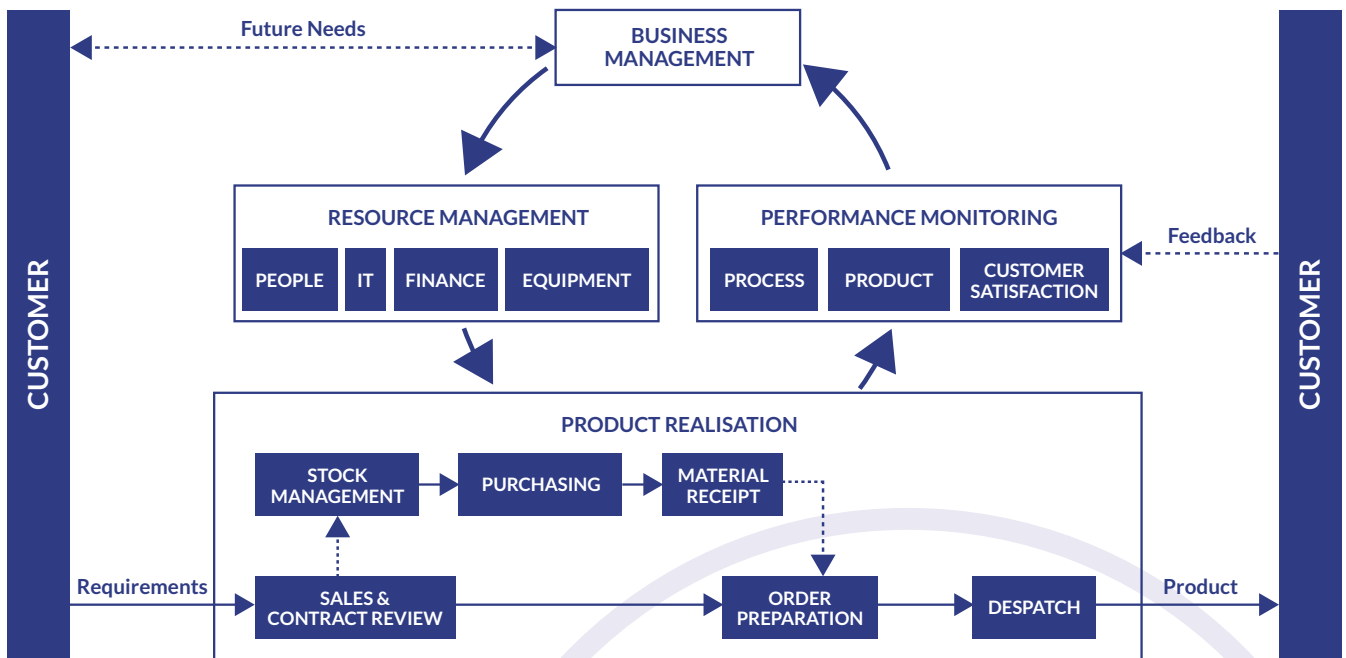 Future Needs
BUSINESS
MANAGEMENT
RESOURCE MANAGEMENT
PEOPLE
IT
FINANCE
EQUIPMENT
PERFORMANCE MONITORING
PROCESS
PRODUCT
CUSTOMER
SATISFACTION
Feedback
CUSTOMER
CUSTOMER
PRODUCT REALISATION
STOCK
MANAGEMENT
PURCHASING
MATERIAL
RECEIPT
Requirements
SALES &
CONTRACT REVIEW
ORDER
PREPARATION
DESPATCH
Product